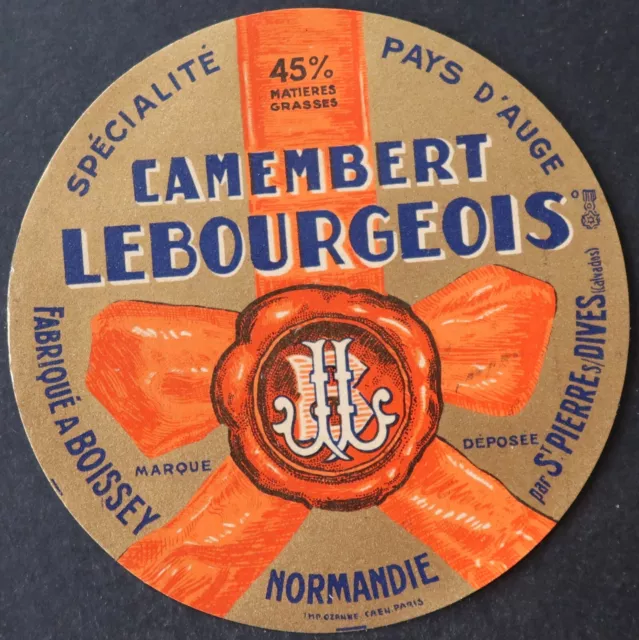 SPÉCIALITÉ PAYS D'AUGE
45%
MATIERES
GRASSES
CAMEMBERT
LEBOURGEOIS
FABRIQUÉ A BOISSEY
par ST PIERRE S/ DIVES (Calvados)
MARQUE DÉPOSÉE
NORMANDIE
IMP. OZANNE. CAEN. PARIS